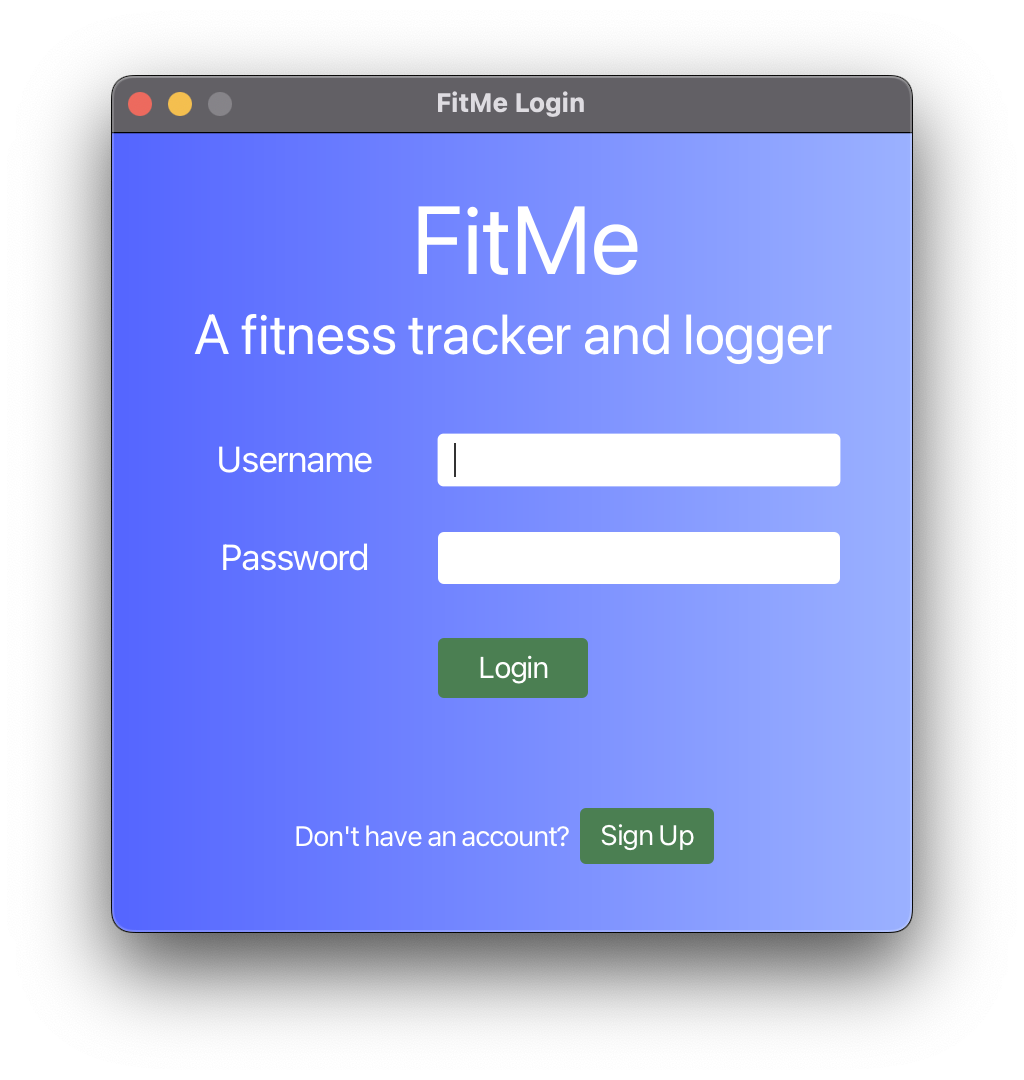 FitMe Login
FitMe
A fitness tracker and logger
Username
Password
Login
Don't have an account? Sign Up